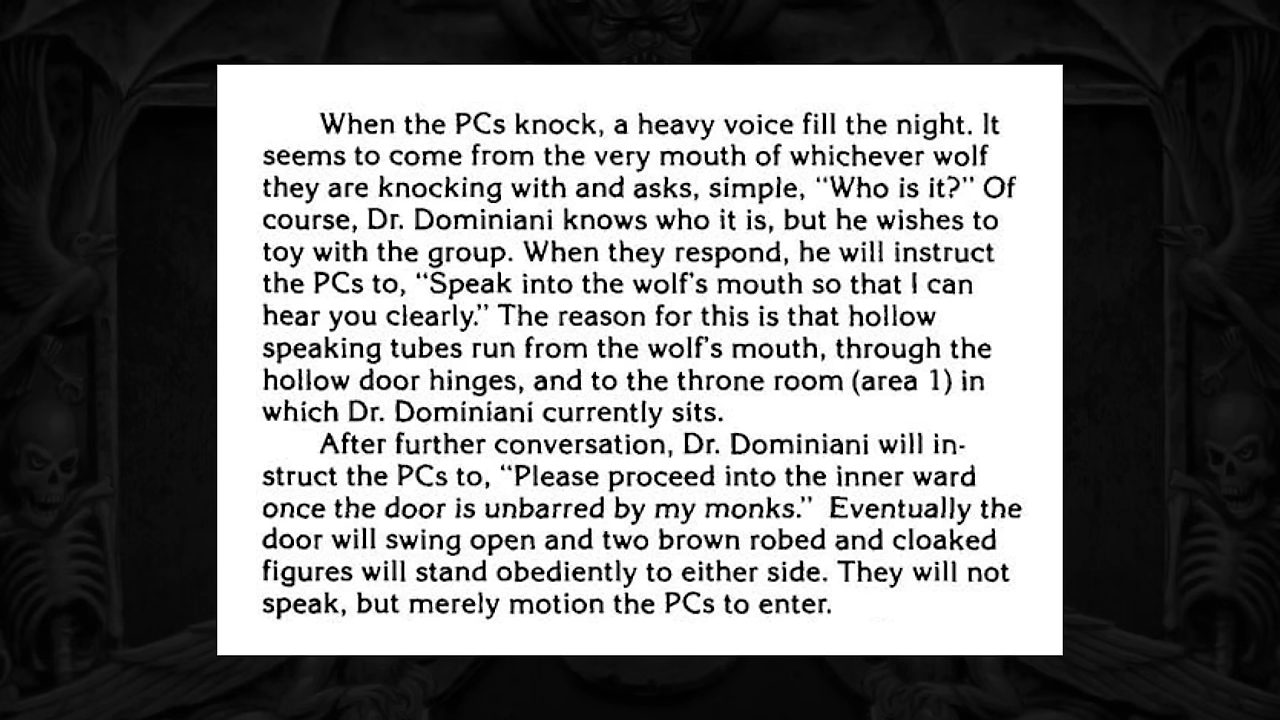 When the PCs knock, a heavy voice fill the night. It
seems to come from the very mouth of whichever wolf
they are knocking with and asks, simple, “Who is it?” Of
course, Dr. Dominiani knows who it is, but he wishes to
toy with the group. When they respond, he will instruct
the PCs to, “Speak into the wolf’s mouth so that I can
hear you clearly.” The reason for this is that hollow
speaking tubes run from the wolf’s mouth, through the
hollow door hinges, and to the throne room (area 1) in
which Dr. Dominiani currently sits.
After further conversation, Dr. Dominiani will in-
struct the PCs to, “Please proceed into the inner ward
once the door is unbarred by my monks.” Eventually the
door will swing open and two brown robed and cloaked
figures will stand obediently to either side. They will not
speak, but merely motion the PCs to enter.